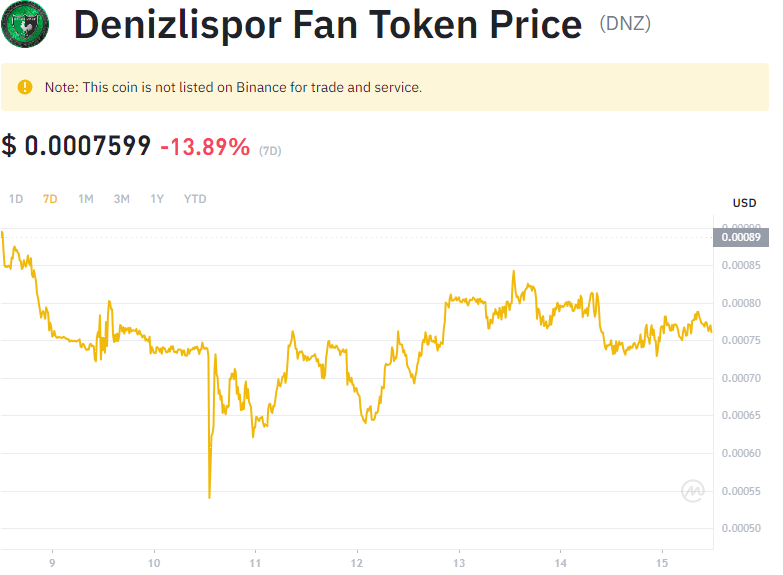 Denizlispor Fan Token Price (DNZ)
Note: This coin is not listed on Binance for trade and service.
$ 0.0007599 -13.89% (7D)
1D 7D 1M 3M 1Y YTD
USD
0.00089
0.00085
0.00080
0.00075
0.00070
0.00065
0.00060
0.00055
0.00050
9 10 11 12 13 14 15